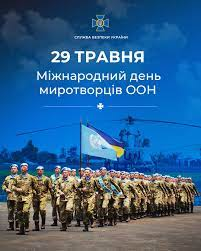 СЛУЖБА БЕЗПЕКИ УКРАЇНИ
29 ТРАВНЯ
Міжнародний день
миротворців ООН